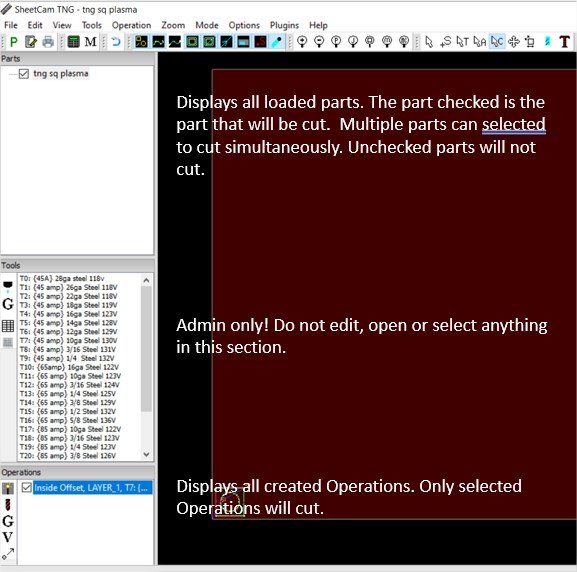 SheetCam TNG - tng sq plasma
File Edit View Tools Operation Zoom Mode Options Plugins Help
P M T
Parts
tng sq plasma
Displays all loaded parts. The part checked is the
part that will be cut. Multiple parts can selected
to cut simultaneously. Unchecked parts will not
cut.
Tools
G
T0: {45A} 28ga steel 118v
T1: {45 amp} 26ga Steel 118V
T2: {45 amp} 22ga Steel 118V
T3: {45 amp} 18ga Steel 119V
T4: {45 amp} 16ga Steel 123V
T5: {45 amp} 14ga Steel 128V
T6: {45 amp} 12ga Steel 129V
T7: {45 amp} 10ga Steel 130V
T8: {45 amp} 3/16 Steel 131V
T9: {45 amp} 1/4 Steel 132V
T10: {65amp} 16ga Steel 122V
T11: {65 amp} 10ga Steel 123V
T12: {65 amp} 3/16 Steel 124V
T13: {65 amp} 1/4 Steel 125V
T14: {65 amp} 3/8 Steel 129V
T15: {65 amp} 1/2 Steel 132V
T16: {65 amp} 5/8 Steel 136V
T17: {85 amp} 10ga Steel 122V
T18: {85 amp} 3/16 Steel 123V
T19: {85 amp} 1/4 Steel 123V
T20: {85 amp} 3/8 Steel 126V
Admin only! Do not edit, open or select anything
in this section.
Operations
Inside Offset, LAYER_1, T7: {...
G
V
Displays all created Operations. Only selected
Operations will cut.